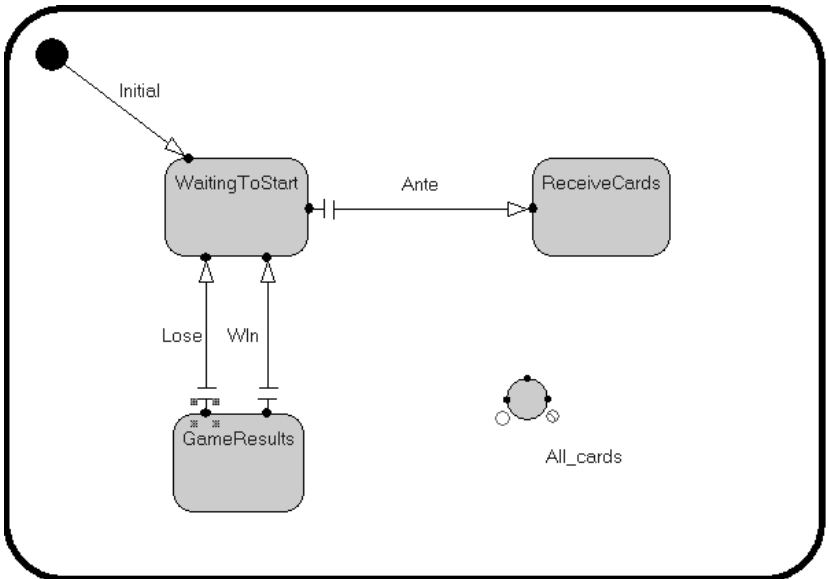 Initial
WaitingToStart
Ante
ReceiveCards
Lose
WIn
GameResults
All_cards